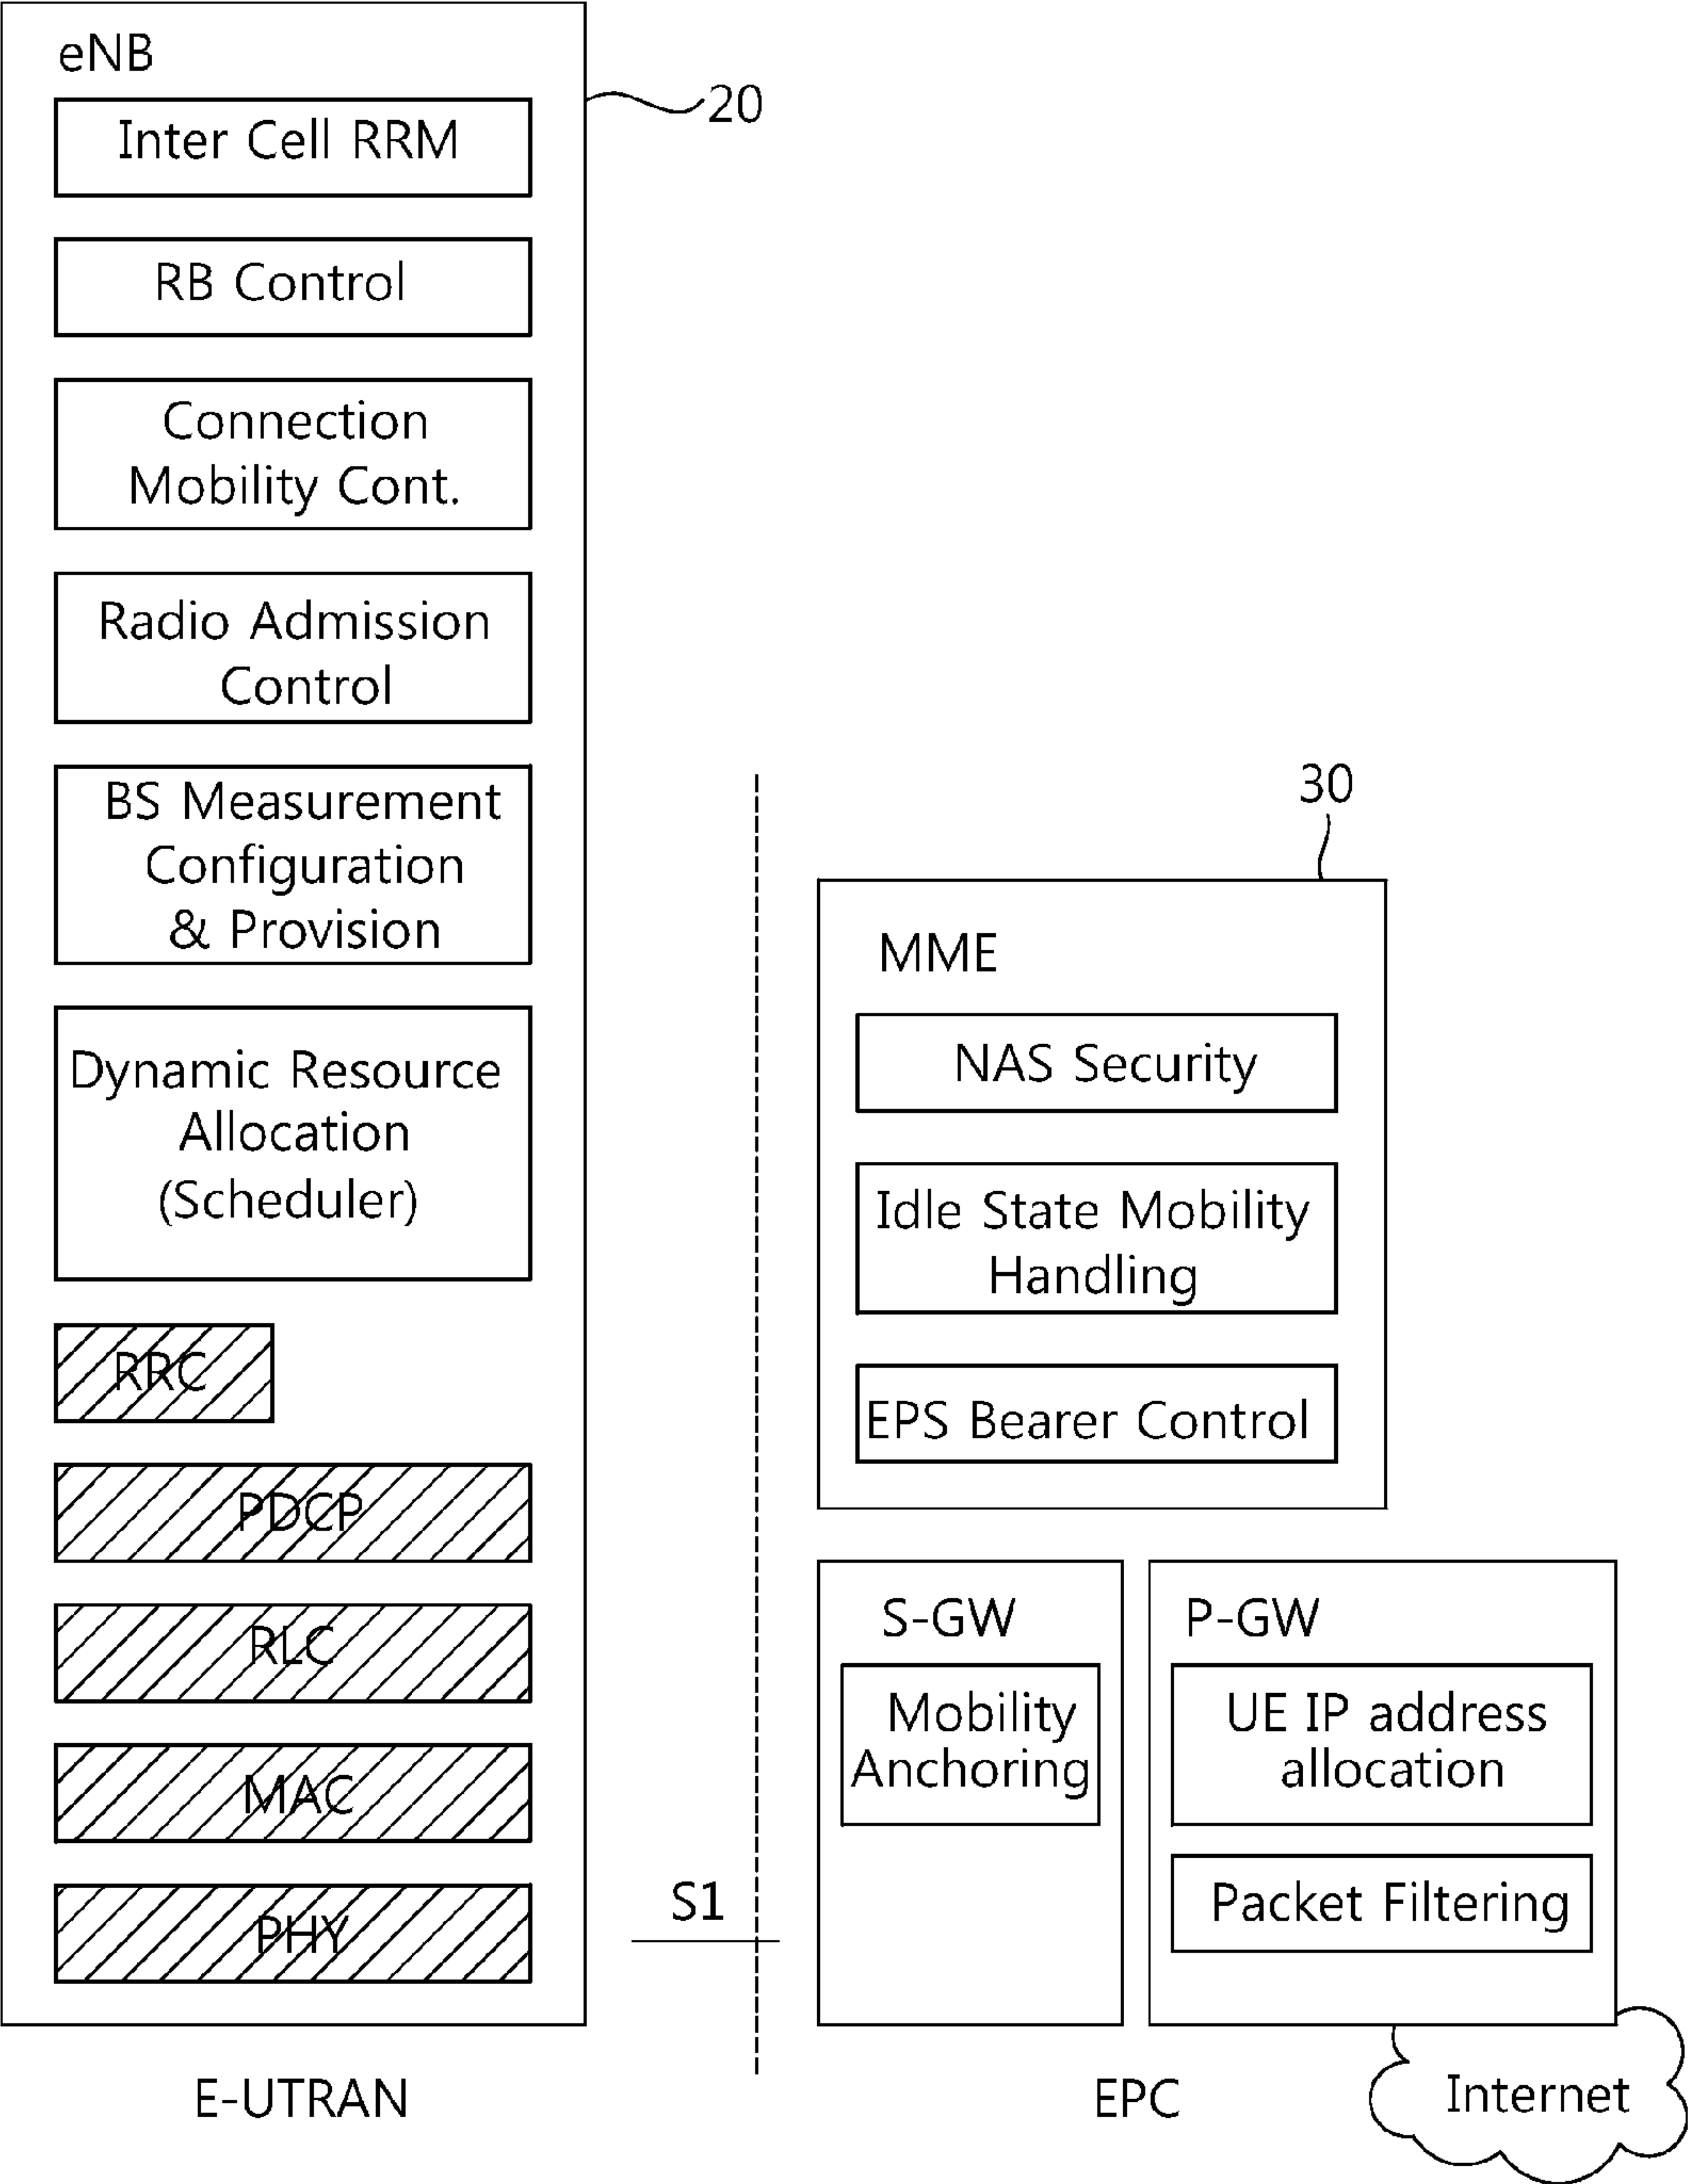 eNB
20
Inter Cell RRM
RB Control
Connection
Mobility Cont.
Radio Admission
Control
BS Measurement
Configuration
& Provision
Dynamic Resource
Allocation
(Scheduler)
RRC
PDCP
RLC
MAC
PHY
E-UTRAN
S1
30
MME
NAS Security
Idle State Mobility
Handling
EPS Bearer Control
S-GW
Mobility
Anchoring
P-GW
UE IP address
allocation
Packet Filtering
EPC
Internet